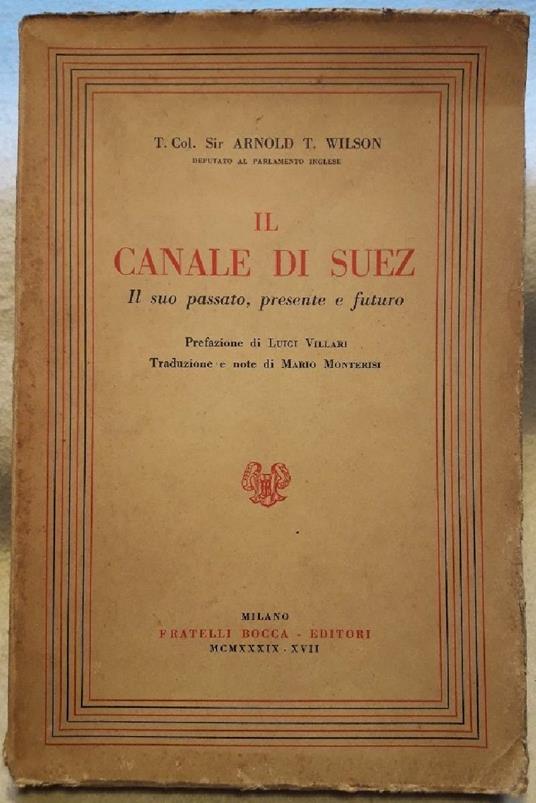 T. Col. Sir ARNOLD T. WILSON
DEPUTATO AL PARLAMENTO INGLESE
IL
CANALE DI SUEZ
Il suo passato, presente e futuro
Prefazione di LUIGI VILLARI
Traduzione e note di MARIO MONTERISI
MILANO
FRATELLI BOCCA - EDITORI
MCMXXXIX - XVII